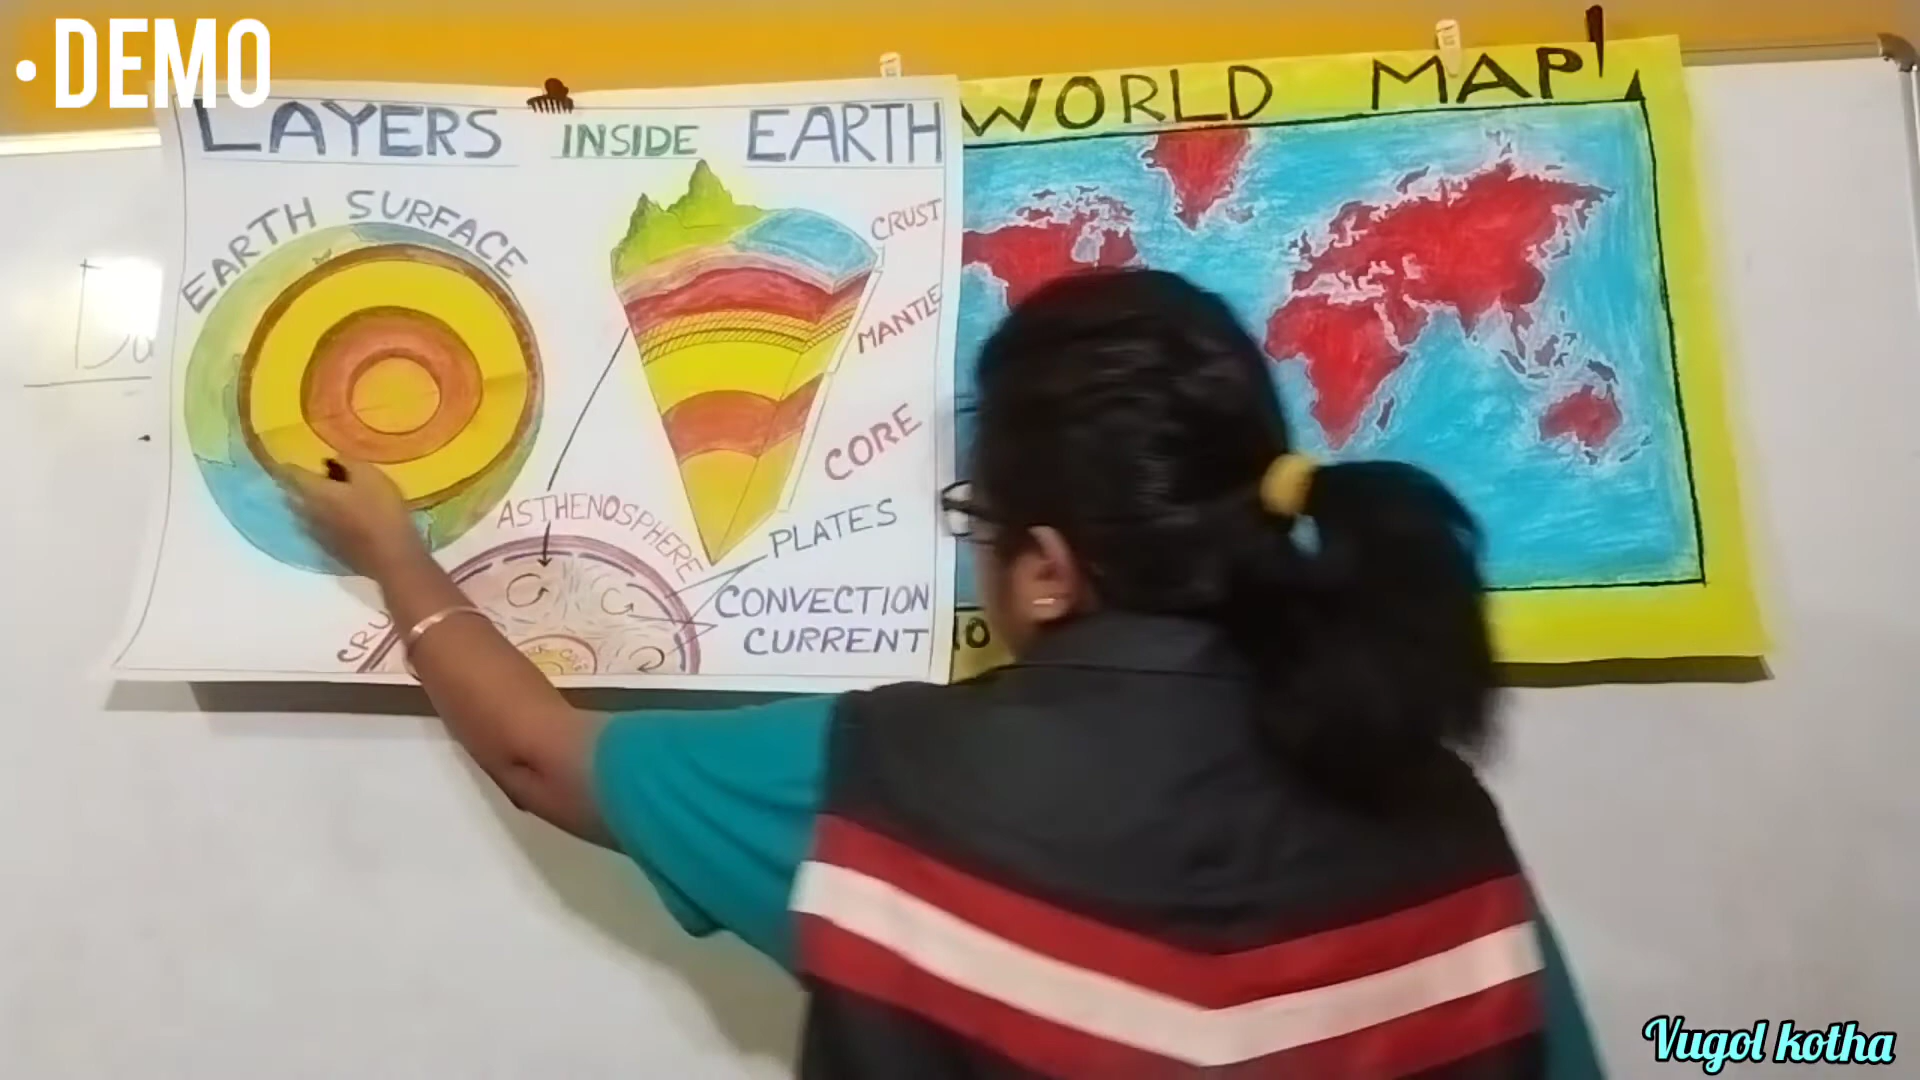 • DEMO
LAYERS INSIDE EARTH
EARTH SURFACE
CRUST
MANTLE
CORE
ASTHENOSPHERE
PLATES
CONVECTION
CURRENT
WORLD MAP
Vugol kotha